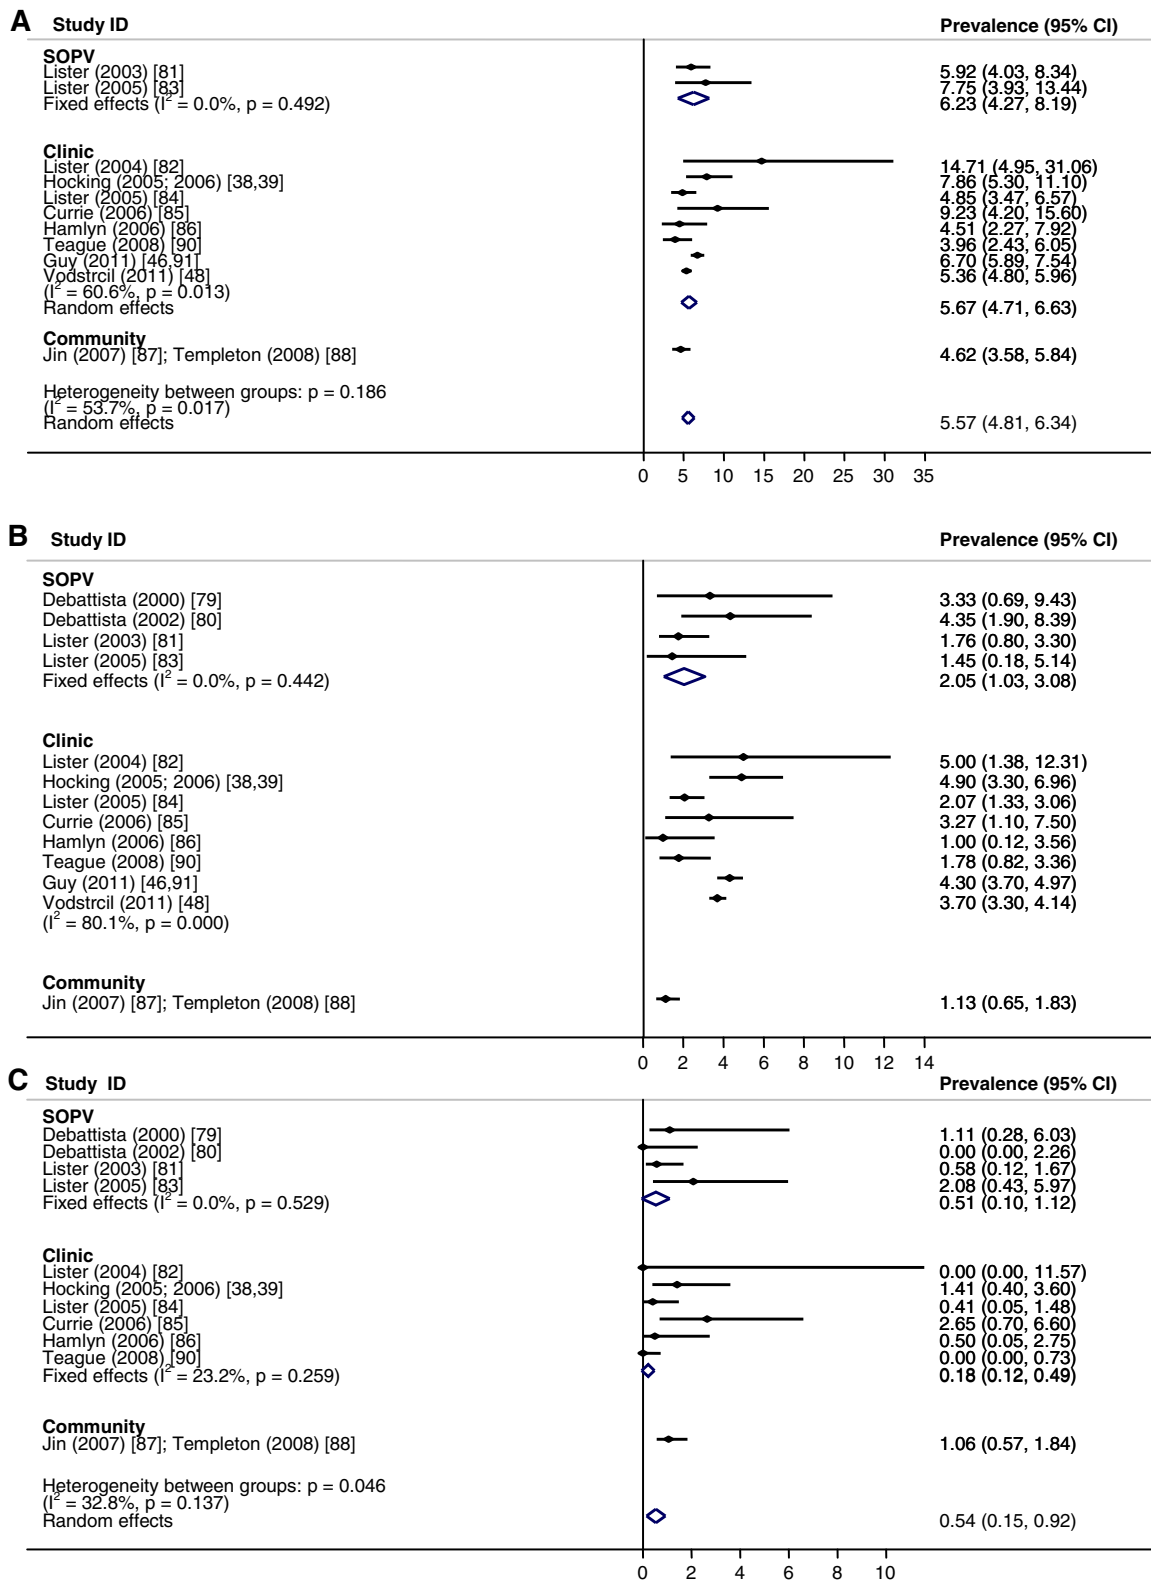 A Study ID Prevalence (95% CI)
SOPV
Lister (2003) [81] 5.92 (4.03, 8.34)
Lister (2005) [83] 7.75 (3.93, 13.44)
Fixed effects (I² = 0.0%, p = 0.492) 6.23 (4.27, 8.19)
Clinic
Lister (2004) [82] 14.71 (4.95, 31.06)
Hocking (2005; 2006) [38,39] 7.86 (5.30, 11.10)
Lister (2005) [84] 4.85 (3.47, 6.57)
Currie (2006) [85] 9.23 (4.20, 15.60)
Hamlyn (2006) [86] 4.51 (2.27, 7.92)
Teague (2008) [90] 3.96 (2.43, 6.05)
Guy (2011) [46,91] 6.70 (5.89, 7.54)
Vodstrcil (2011) [48] 5.36 (4.80, 5.96)
(I² = 60.6%, p = 0.013)
Random effects 5.67 (4.71, 6.63)
Community
Jin (2007) [87]; Templeton (2008) [88] 4.62 (3.58, 5.84)
Heterogeneity between groups: p = 0.186
(I² = 53.7%, p = 0.017)
Random effects 5.57 (4.81, 6.34)
0 5 10 15 20 25 30 35
B Study ID Prevalence (95% CI)
SOPV
Debattista (2000) [79] 3.33 (0.69, 9.43)
Debattista (2002) [80] 4.35 (1.90, 8.39)
Lister (2003) [81] 1.76 (0.80, 3.30)
Lister (2005) [83] 1.45 (0.18, 5.14)
Fixed effects (I² = 0.0%, p = 0.442) 2.05 (1.03, 3.08)
Clinic
Lister (2004) [82] 5.00 (1.38, 12.31)
Hocking (2005; 2006) [38,39] 4.90 (3.30, 6.96)
Lister (2005) [84] 2.07 (1.33, 3.06)
Currie (2006) [85] 3.27 (1.10, 7.50)
Hamlyn (2006) [86] 1.00 (0.12, 3.56)
Teague (2008) [90] 1.78 (0.82, 3.36)
Guy (2011) [46,91] 4.30 (3.70, 4.97)
Vodstrcil (2011) [48] 3.70 (3.30, 4.14)
(I² = 80.1%, p = 0.000)
Community
Jin (2007) [87]; Templeton (2008) [88] 1.13 (0.65, 1.83)
0 2 4 6 8 10 12 14
C Study ID Prevalence (95% CI)
SOPV
Debattista (2000) [79] 1.11 (0.28, 6.03)
Debattista (2002) [80] 0.00 (0.00, 2.26)
Lister (2003) [81] 0.58 (0.12, 1.67)
Lister (2005) [83] 2.08 (0.43, 5.97)
Fixed effects (I² = 0.0%, p = 0.529) 0.51 (0.10, 1.12)
Clinic
Lister (2004) [82] 0.00 (0.00, 11.57)
Hocking (2005; 2006) [38,39] 1.41 (0.40, 3.60)
Lister (2005) [84] 0.41 (0.05, 1.48)
Currie (2006) [85] 2.65 (0.70, 6.60)
Hamlyn (2006) [86] 0.50 (0.05, 2.75)
Teague (2008) [90] 0.00 (0.00, 0.73)
Fixed effects (I² = 23.2%, p = 0.259) 0.18 (0.12, 0.49)
Community
Jin (2007) [87]; Templeton (2008) [88] 1.06 (0.57, 1.84)
Heterogeneity between groups: p = 0.046
(I² = 32.8%, p = 0.137)
Random effects 0.54 (0.15, 0.92)
0 2 4 6 8 10